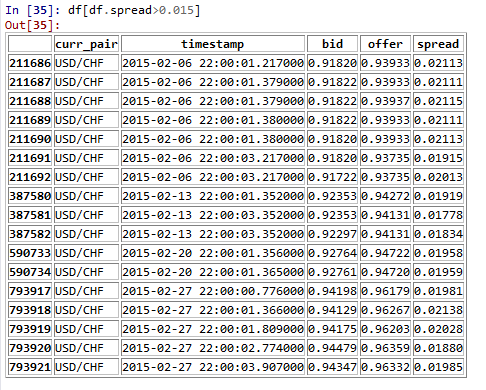 In [35]: df[df.spread>0.015]
Out[35]:
curr_pair timestamp bid offer spread
211686 USD/CHF 2015-02-06 22:00:01.217000 0.91820 0.93933 0.02113
211687 USD/CHF 2015-02-06 22:00:01.379000 0.91822 0.93933 0.02111
211688 USD/CHF 2015-02-06 22:00:01.379000 0.91822 0.93937 0.02115
211689 USD/CHF 2015-02-06 22:00:01.380000 0.91822 0.93933 0.02111
211690 USD/CHF 2015-02-06 22:00:01.380000 0.91820 0.93933 0.02113
211691 USD/CHF 2015-02-06 22:00:03.217000 0.91820 0.93735 0.01915
211692 USD/CHF 2015-02-06 22:00:03.217000 0.91722 0.93735 0.02013
387580 USD/CHF 2015-02-13 22:00:01.352000 0.92353 0.94272 0.01919
387581 USD/CHF 2015-02-13 22:00:03.352000 0.92353 0.94131 0.01778
387582 USD/CHF 2015-02-13 22:00:03.352000 0.92297 0.94131 0.01834
590733 USD/CHF 2015-02-20 22:00:01.356000 0.92764 0.94722 0.01958
590734 USD/CHF 2015-02-20 22:00:01.365000 0.92761 0.94720 0.01959
793917 USD/CHF 2015-02-27 22:00:00.776000 0.94198 0.96179 0.01981
793918 USD/CHF 2015-02-27 22:00:01.366000 0.94129 0.96267 0.02138
793919 USD/CHF 2015-02-27 22:00:01.809000 0.94175 0.96203 0.02028
793920 USD/CHF 2015-02-27 22:00:02.774000 0.94479 0.96359 0.01880
793921 USD/CHF 2015-02-27 22:00:03.907000 0.94347 0.96332 0.01985